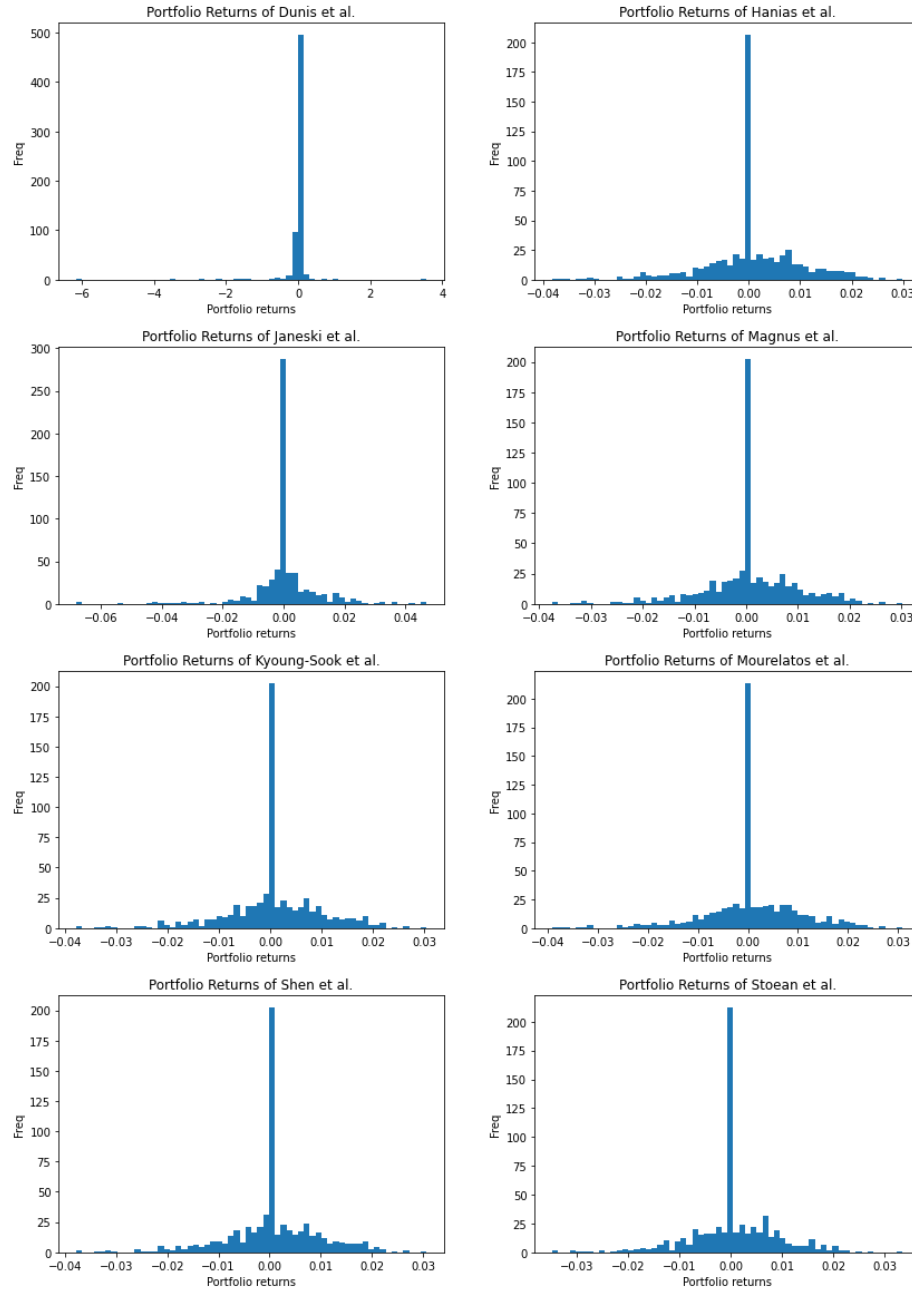 Portfolio Returns of Dunis et al.
500
400
300
200
100
0
Freq
−6 −4 −2 0 2 4
Portfolio returns
Portfolio Returns of Hanias et al.
200
175
150
125
100
75
50
25
0
Freq
−0.04 −0.03 −0.02 −0.01 0.00 0.01 0.02 0.03
Portfolio returns
Portfolio Returns of Janeski et al.
300
250
200
150
100
50
0
Freq
−0.06 −0.04 −0.02 0.00 0.02 0.04
Portfolio returns
Portfolio Returns of Magnus et al.
200
175
150
125
100
75
50
25
0
Freq
−0.04 −0.03 −0.02 −0.01 0.00 0.01 0.02 0.03
Portfolio returns
Portfolio Returns of Kyoung-Sook et al.
200
175
150
125
100
75
50
25
0
Freq
−0.04 −0.03 −0.02 −0.01 0.00 0.01 0.02 0.03
Portfolio returns
Portfolio Returns of Mourelatos et al.
200
175
150
125
100
75
50
25
0
Freq
−0.04 −0.03 −0.02 −0.01 0.00 0.01 0.02 0.03
Portfolio returns
Portfolio Returns of Shen et al.
200
175
150
125
100
75
50
25
0
Freq
−0.04 −0.03 −0.02 −0.01 0.00 0.01 0.02 0.03
Portfolio returns
Portfolio Returns of Stoean et al.
200
175
150
125
100
75
50
25
0
Freq
−0.03 −0.02 −0.01 0.00 0.01 0.02 0.03
Portfolio returns